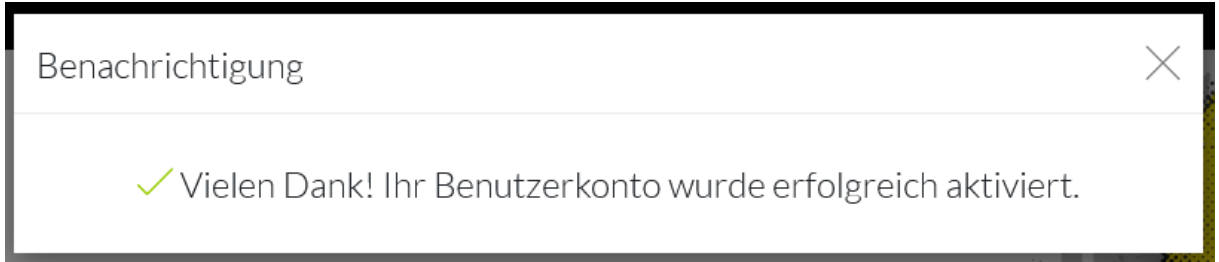 Benachrichtigung
Vielen Dank! Ihr Benutzerkonto wurde erfolgreich aktiviert.